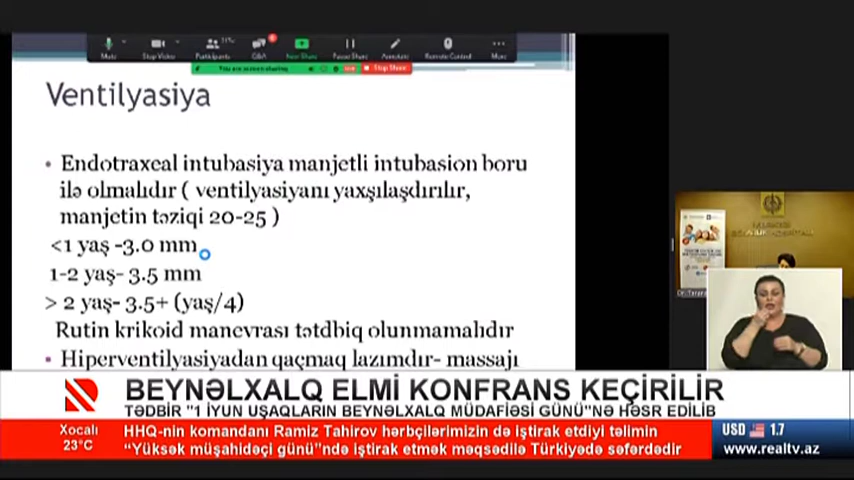 Mute
Stop Video
Participants
Q&A
New Share
Pause Share
Annotate
Remote Control
More
You are screen sharing
Stop Share
Ventilyasiya
• Endotraxeal intubasiya manjetli intubasion boru
ilə olmalıdır ( ventilyasiyanı yaxşılaşdırılır,
manjetin təziqi 20-25 )
<1 yaş -3.0 mm
1-2 yaş- 3.5 mm
> 2 yaş- 3.5+ (yaş/4)
Rutin krikoid manevrası tətdbiq olunmamalıdır
• Hiperventilyasiyadan qaçmaq lazımdır- massajı
BEYNƏLXALQ ELMİ KONFRANS KEÇİRİLİR
TƏDBİR "1 İYUN UŞAQLARIN BEYNƏLXALQ MÜDAFİƏSİ GÜNÜ"NƏ HƏSR EDİLİB
Xocalı
23°C
HHQ-nin komandanı Ramiz Tahirov hərbçilərimizin də iştirak etdiyi təlimin
"Yüksək müşahidəçi günü"ndə iştirak etmək məqsədilə Türkiyədə səfərdədir
USD 1.7
www.realtv.az